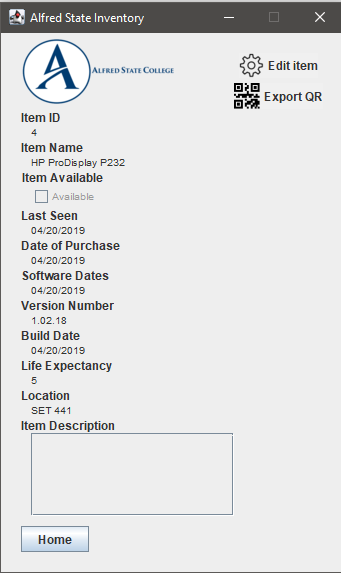 Alfred State Inventory
ALFRED STATE COLLEGE
Edit item
Export QR
Item ID
4
Item Name
HP ProDisplay P232
Item Available
Available
Last Seen
04/20/2019
Date of Purchase
04/20/2019
Software Dates
04/20/2019
Version Number
1.02.18
Build Date
04/20/2019
Life Expectancy
5
Location
SET 441
Item Description
Home